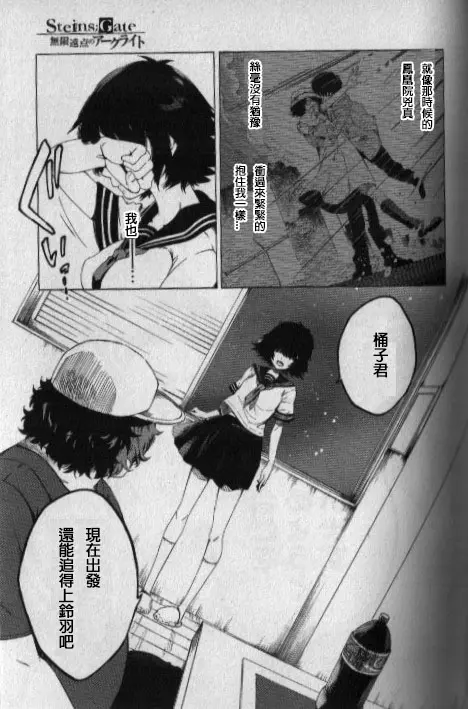 Steins;Gate
無限遠点のアークライト
就像那時候的
鳳凰院兇真
絲毫沒有猶豫
衝過來緊緊的
抱住我一樣…
我也……
桶子君
現在出發
還能追得上鈴羽吧